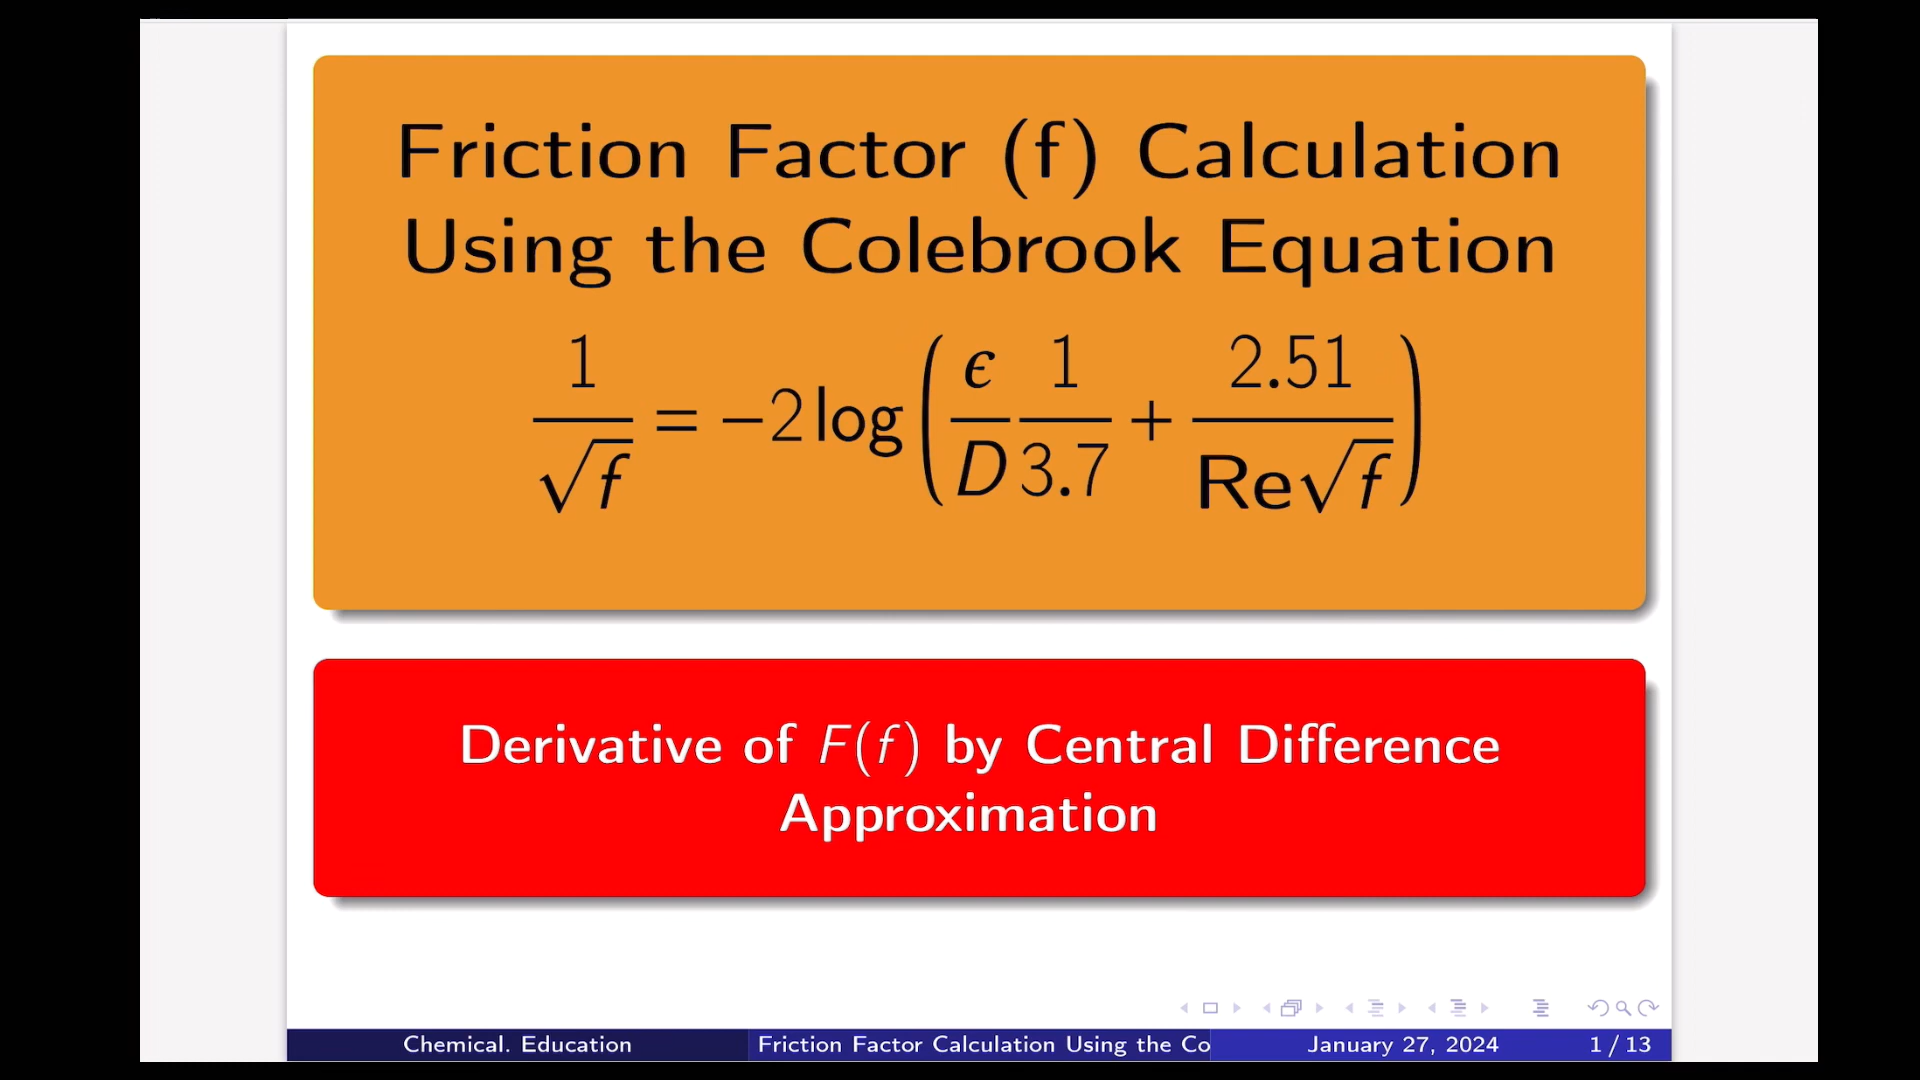 Friction Factor (f) Calculation
Using the Colebrook Equation
1/√f = −2 log(ϵ/D 1/3.7 + 2.51/Re√f)
Derivative of F(f) by Central Difference
Approximation
Chemical. Education Friction Factor Calculation Using the Co January 27, 2024 1 / 13